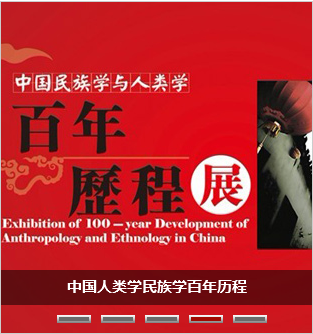 中国民族学与人类学
百年
歷程展
Exhibition of 100—year Development of
Anthropology and Ethnology in China
中国人类学民族学百年历程